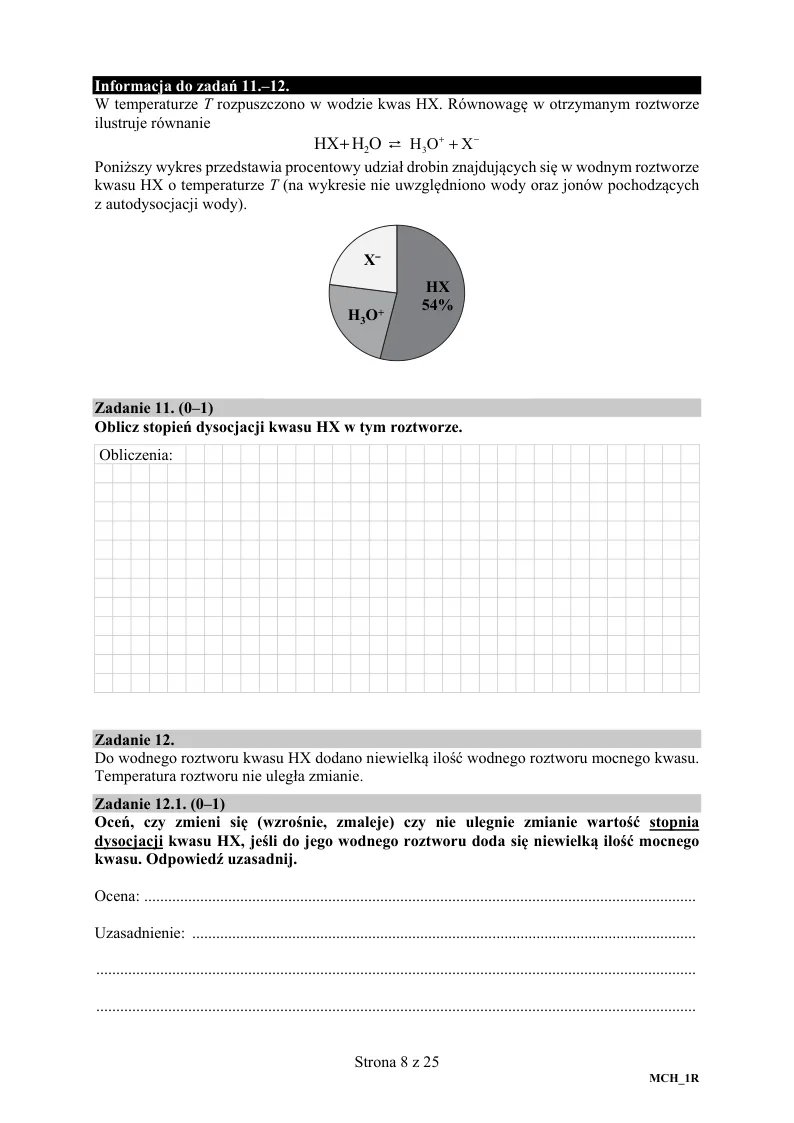 Informacja do zadań 11.–12.
W temperaturze T rozpuszczono w wodzie kwas HX. Równowagę w otrzymanym roztworze
ilustruje równanie
HX+H₂O ⇄ H₃O⁺ + X⁻
Poniższy wykres przedstawia procentowy udział drobin znajdujących się w wodnym roztworze
kwasu HX o temperaturze T (na wykresie nie uwzględniono wody oraz jonów pochodzących
z autodysocjacji wody).
X⁻
HX
54%
H₃O⁺
Zadanie 11. (0–1)
Oblicz stopień dysocjacji kwasu HX w tym roztworze.
Obliczenia:
Zadanie 12.
Do wodnego roztworu kwasu HX dodano niewielką ilość wodnego roztworu mocnego kwasu.
Temperatura roztworu nie uległa zmianie.
Zadanie 12.1. (0–1)
Oceń, czy zmieni się (wzrośnie, zmaleje) czy nie ulegnie zmianie wartość stopnia
dysocjacji kwasu HX, jeśli do jego wodnego roztworu doda się niewielką ilość mocnego
kwasu. Odpowiedź uzasadnij.
Ocena: ....................................................................................................................
Uzasadnienie: ..........................................................................................................
..............................................................................................................................
..............................................................................................................................
Strona 8 z 25
MCH_1R